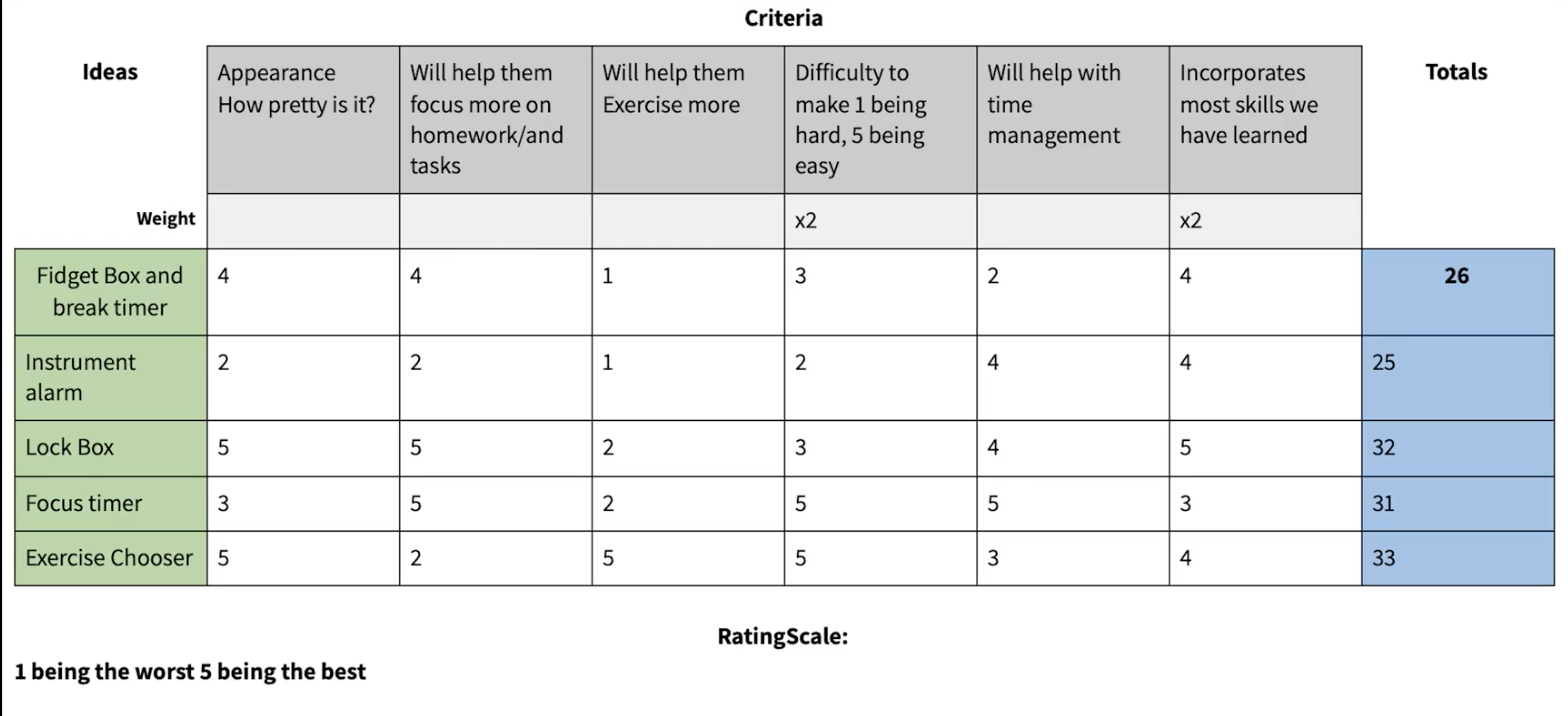 Criteria
Ideas
Appearance
How pretty is it?
Will help them
focus more on
homework/and
tasks
Will help them
Exercise more
Difficulty to
make 1 being
hard, 5 being
easy
Will help with
time
management
Incorporates
most skills we
have learned
Totals
Weight
x2
x2
Fidget Box and
break timer
4
4
1
3
2
4
26
Instrument
alarm
2
2
1
2
4
4
25
Lock Box
5
5
2
3
4
5
32
Focus timer
3
5
2
5
5
3
31
Exercise Chooser
5
2
5
5
3
4
33
RatingScale:
1 being the worst 5 being the best